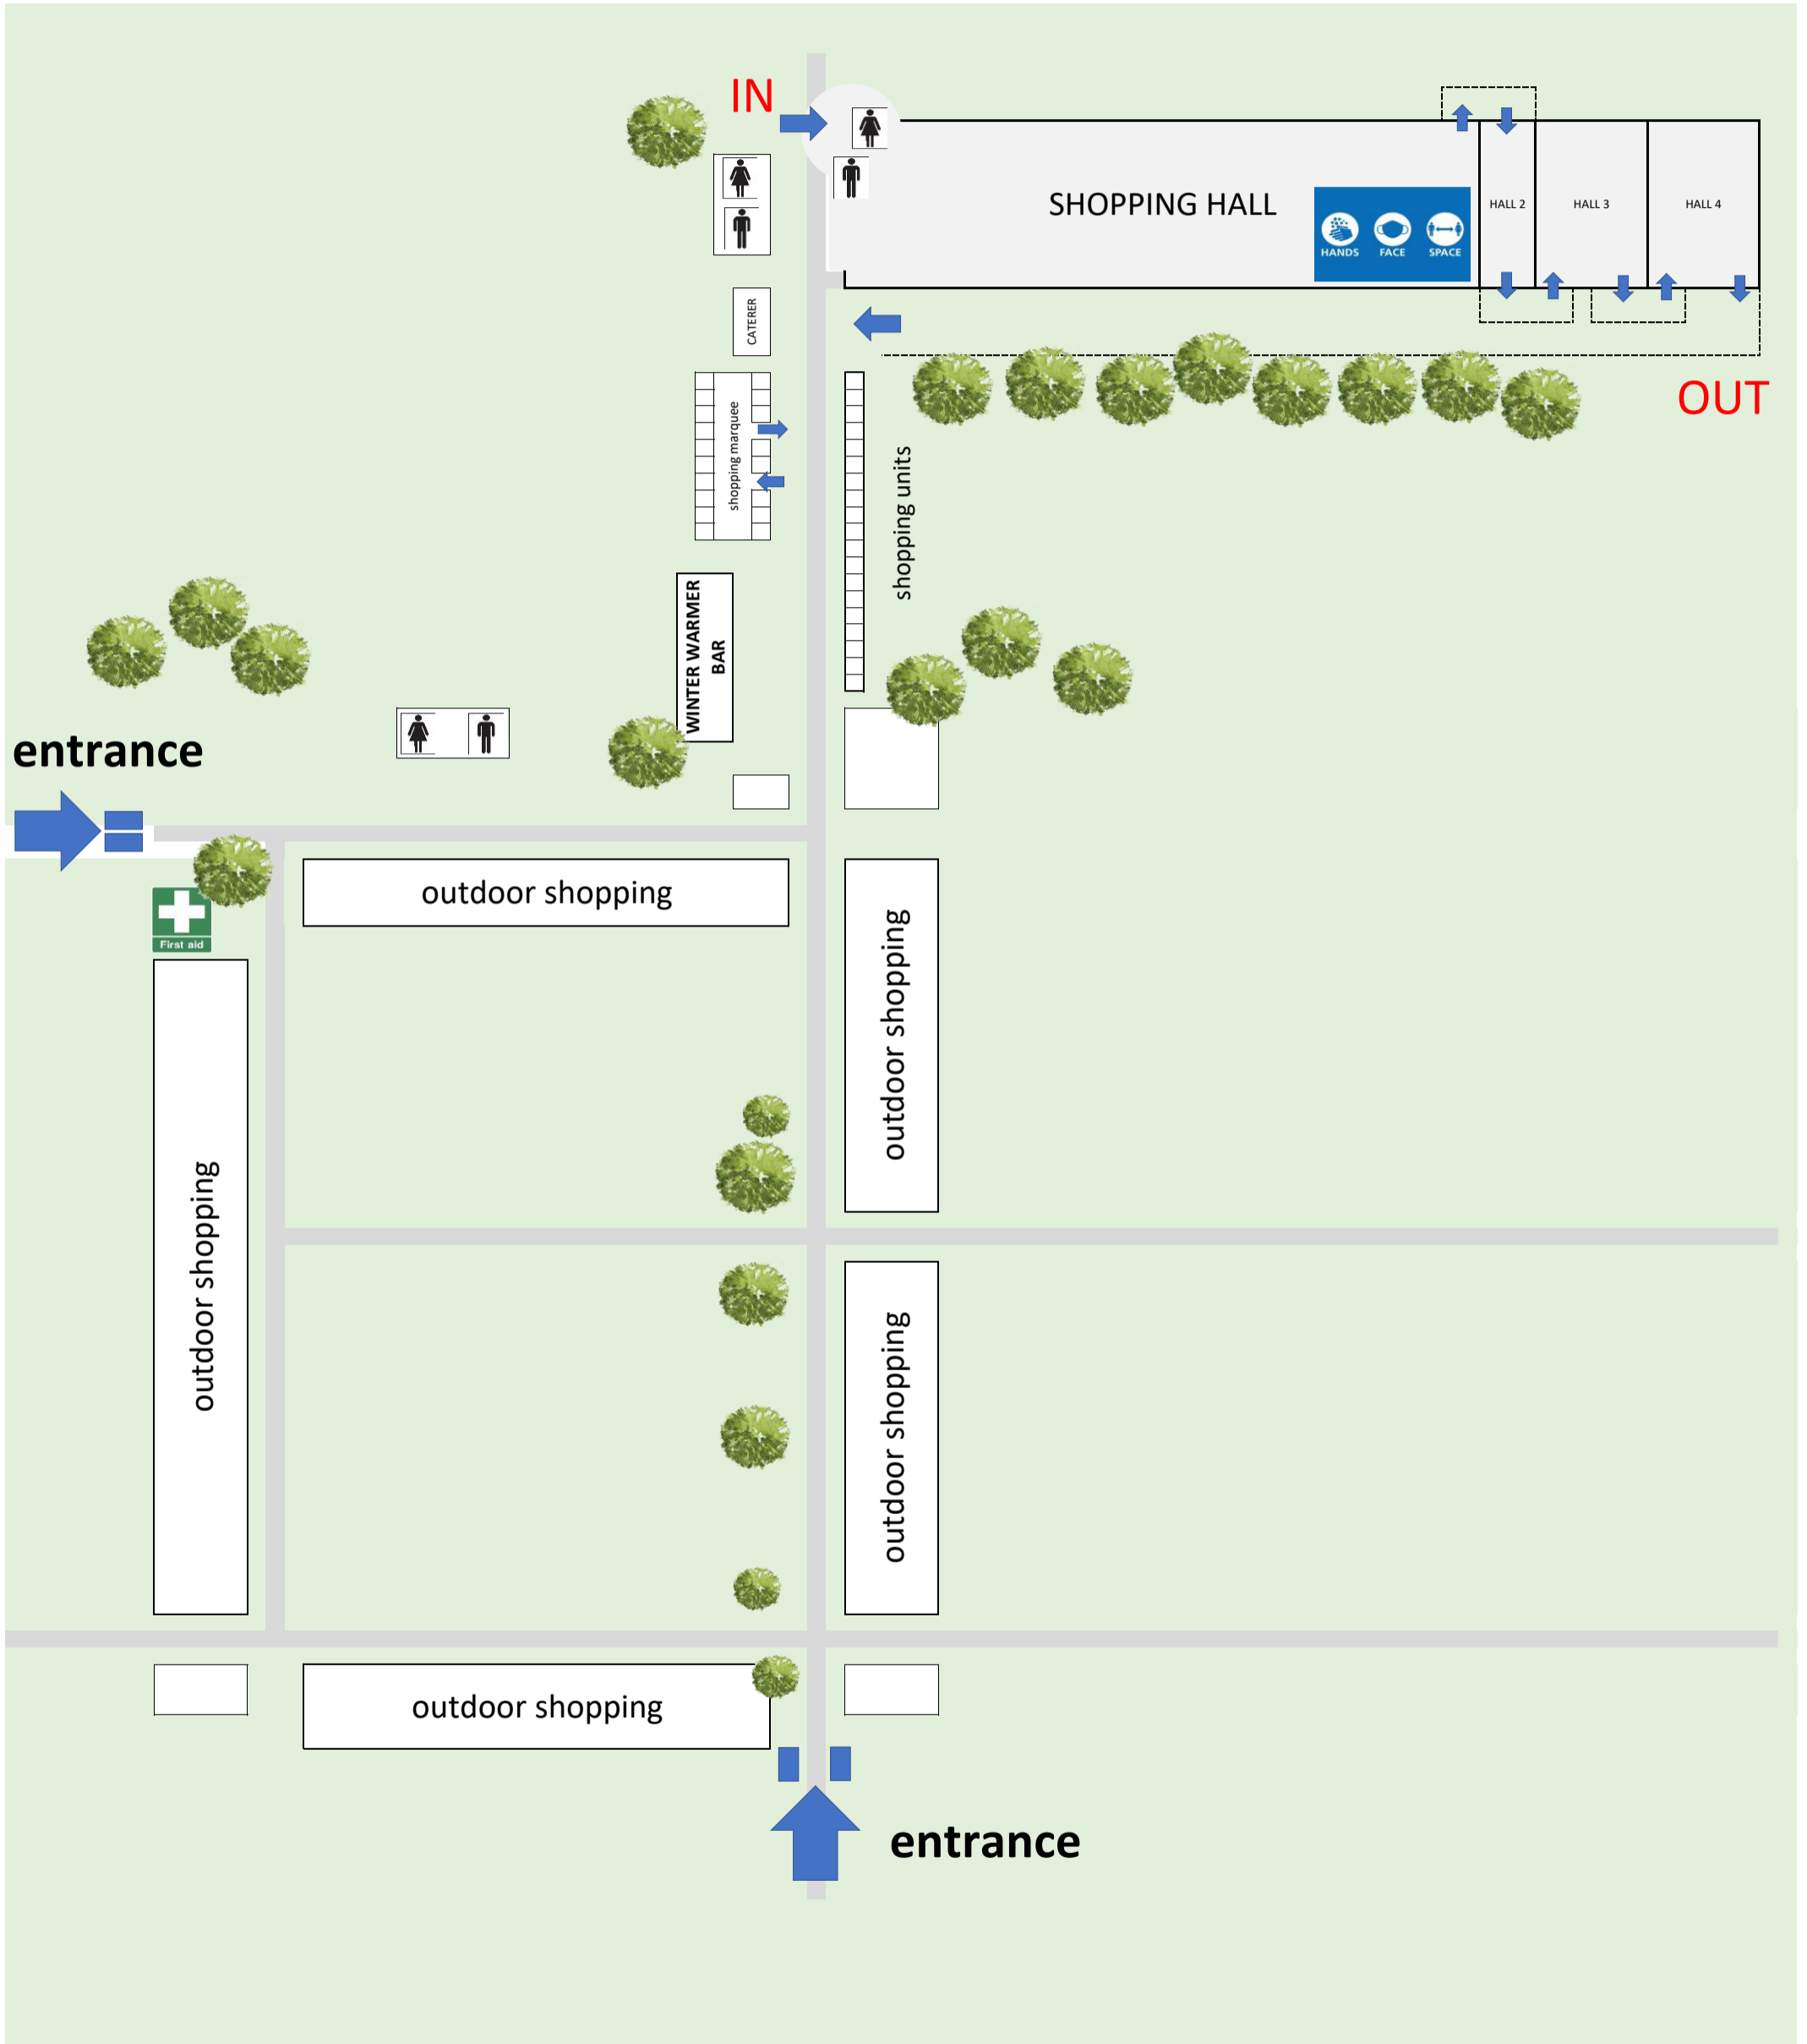 IN
SHOPPING HALL
HANDS
FACE
SPACE
HALL 2
HALL 3
HALL 4
CATERER
OUT
shopping marquee
shopping units
WINTER WARMER
BAR
entrance
outdoor shopping
First aid
outdoor shopping
outdoor shopping
outdoor shopping
outdoor shopping
entrance